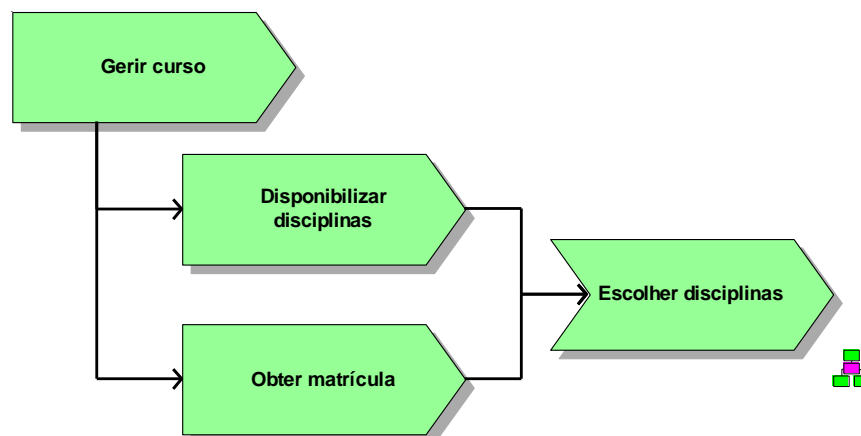 Gerir curso
Disponibilizar
disciplinas
Escolher disciplinas
Obter matrícula